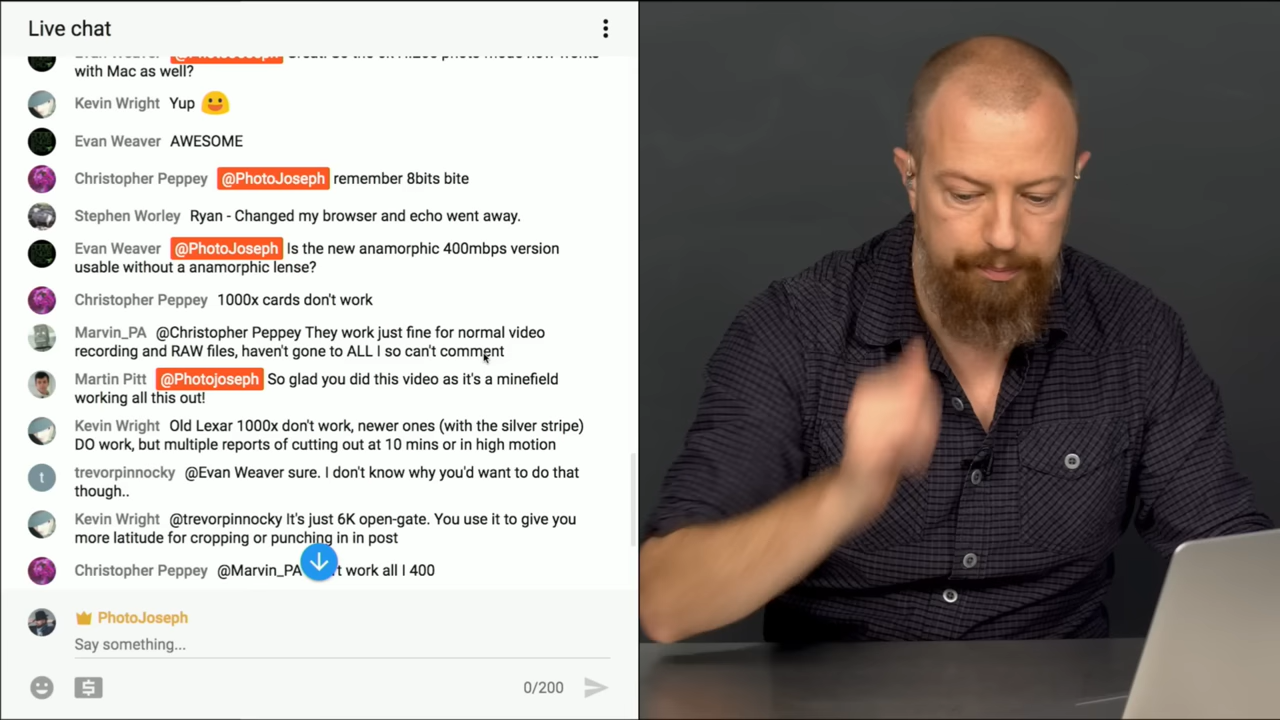 Live chat
with Mac as well?
Kevin Wright Yup
Evan Weaver AWESOME
Christopher Peppey @PhotoJoseph remember 8bits bite
Stephen Worley Ryan - Changed my browser and echo went away.
Evan Weaver @PhotoJoseph Is the new anamorphic 400mbps version
usable without a anamorphic lense?
Christopher Peppey 1000x cards don't work
Marvin_PA @Christopher Peppey They work just fine for normal video
recording and RAW files, haven't gone to ALL I so can't comment
Martin Pitt @Photojoseph So glad you did this video as it's a minefield
working all this out!
Kevin Wright Old Lexar 1000x don't work, newer ones (with the silver stripe)
DO work, but multiple reports of cutting out at 10 mins or in high motion
t trevorpinnocky @Evan Weaver sure. I don't know why you'd want to do that
though..
Kevin Wright @trevorpinnocky It's just 6K open-gate. You use it to give you
more latitude for cropping or punching in in post
Christopher Peppey @Marvin_PA work all I 400
PhotoJoseph
Say something...
0/200